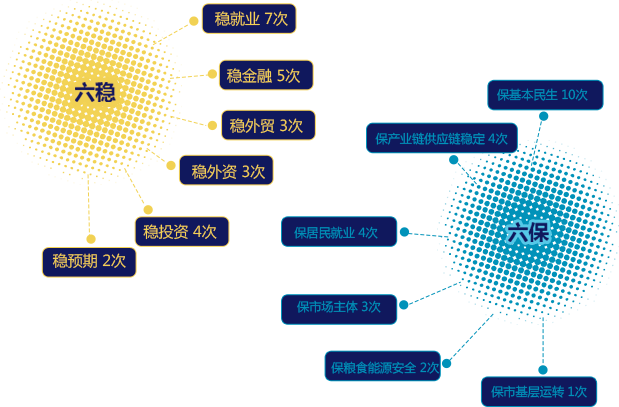 六稳
稳就业 7次
稳金融 5次
稳外贸 3次
稳外资 3次
稳投资 4次
稳预期 2次
六保
保基本民生 10次
保产业链供应链稳定 4次
保居民就业 4次
保市场主体 3次
保粮食能源安全 2次
保市基层运转 1次